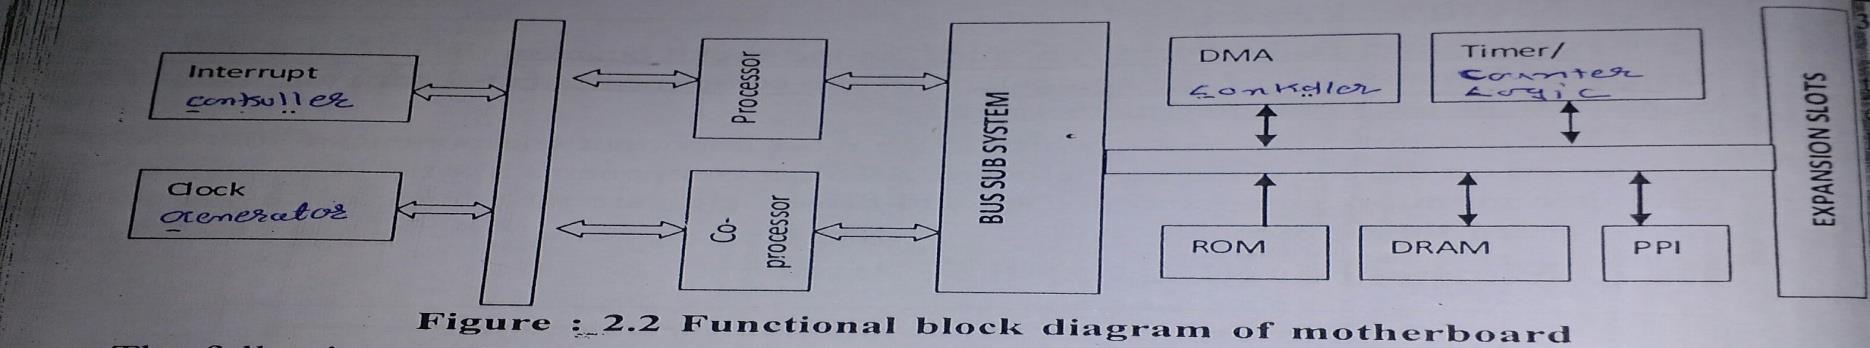 Interrupt
controller
Clock
Generator
Processor
Co-
processor
BUS SUB SYSTEM
DMA
Controller
Timer/
Counter
Logic
ROM
DRAM
PPI
EXPANSION SLOTS
Figure : 2.2 Functional block diagram of motherboard